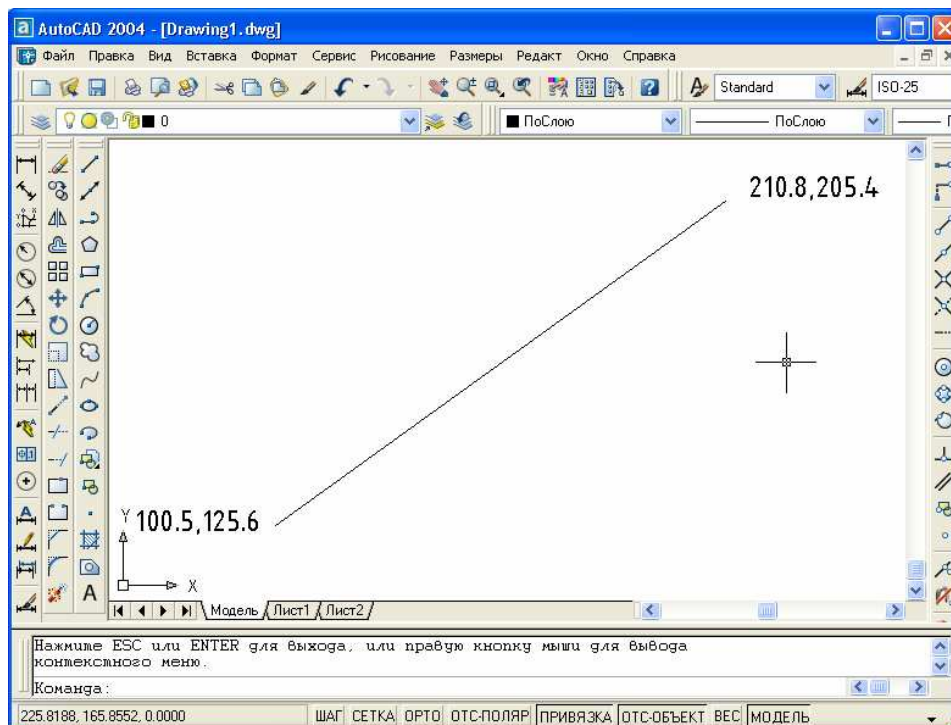 AutoCAD 2004 - [Drawing1.dwg]
Файл Правка Вид Вставка Формат Сервис Рисование Размеры Редакт Окно Справка
Standard ISO-25
0 ПоСлою ПоСлою
210.8,205.4
100.5,125.6
Y
X
Модель Лист1 Лист2
Нажмите ESC или ENTER для выхода, или правую кнопку мыши для вывода
контекстного меню.
Команда:
225.8188, 165.8552, 0.0000 ШАГ СЕТКА ОРТО ОТС-ПОЛЯР ПРИВЯЗКА ОТС-ОБЪЕКТ ВЕС МОДЕЛЬ